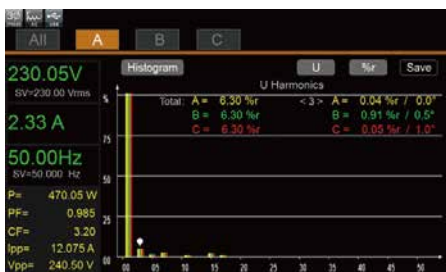 3Φ
All A B C
230.05V
SV=230.00 Vrms
2.33 A
50.00Hz
SV=50.000 Hz
P= 470.05 W
PF= 0.985
CF= 3.20
Ipp= 12.075 A
Vpp= 240.50 V
Histogram U %r Save
U Harmonics
%
Total: A = 6.30 %r < 3 > A = 0.04 %r / 0.0°
B = 6.30 %r B = 0.91 %r / 0.5°
C = 6.30 %r C = 0.05 %r / 1.0°
75
50
25
00
00 05 10 15 20 25 30 35 40 45 50